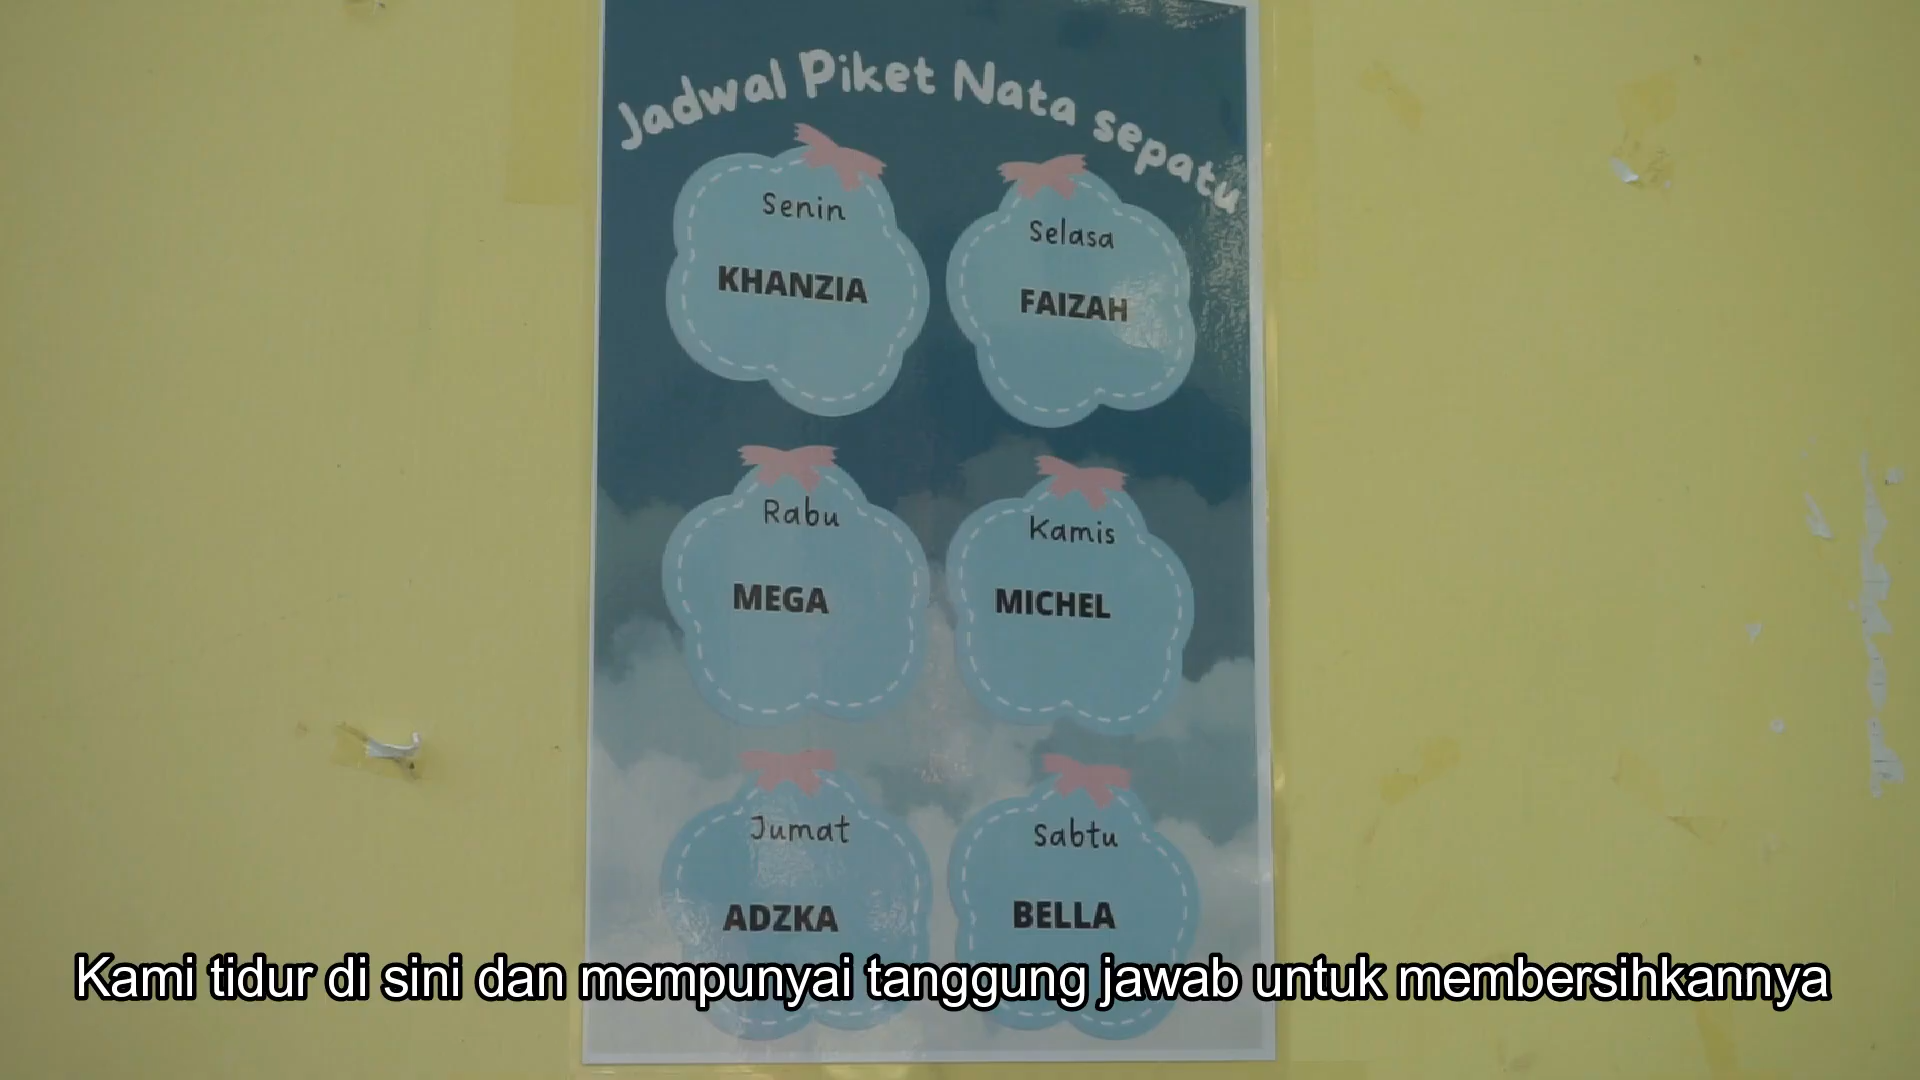 Jadwal Piket Nata sepatu
Senin
KHANZIA
Selasa
FAIZAH
Rabu
MEGA
Kamis
MICHEL
Jumat
ADZKA
Sabtu
BELLA
Kami tidur di sini dan mempunyai tanggung jawab untuk membersihkannya